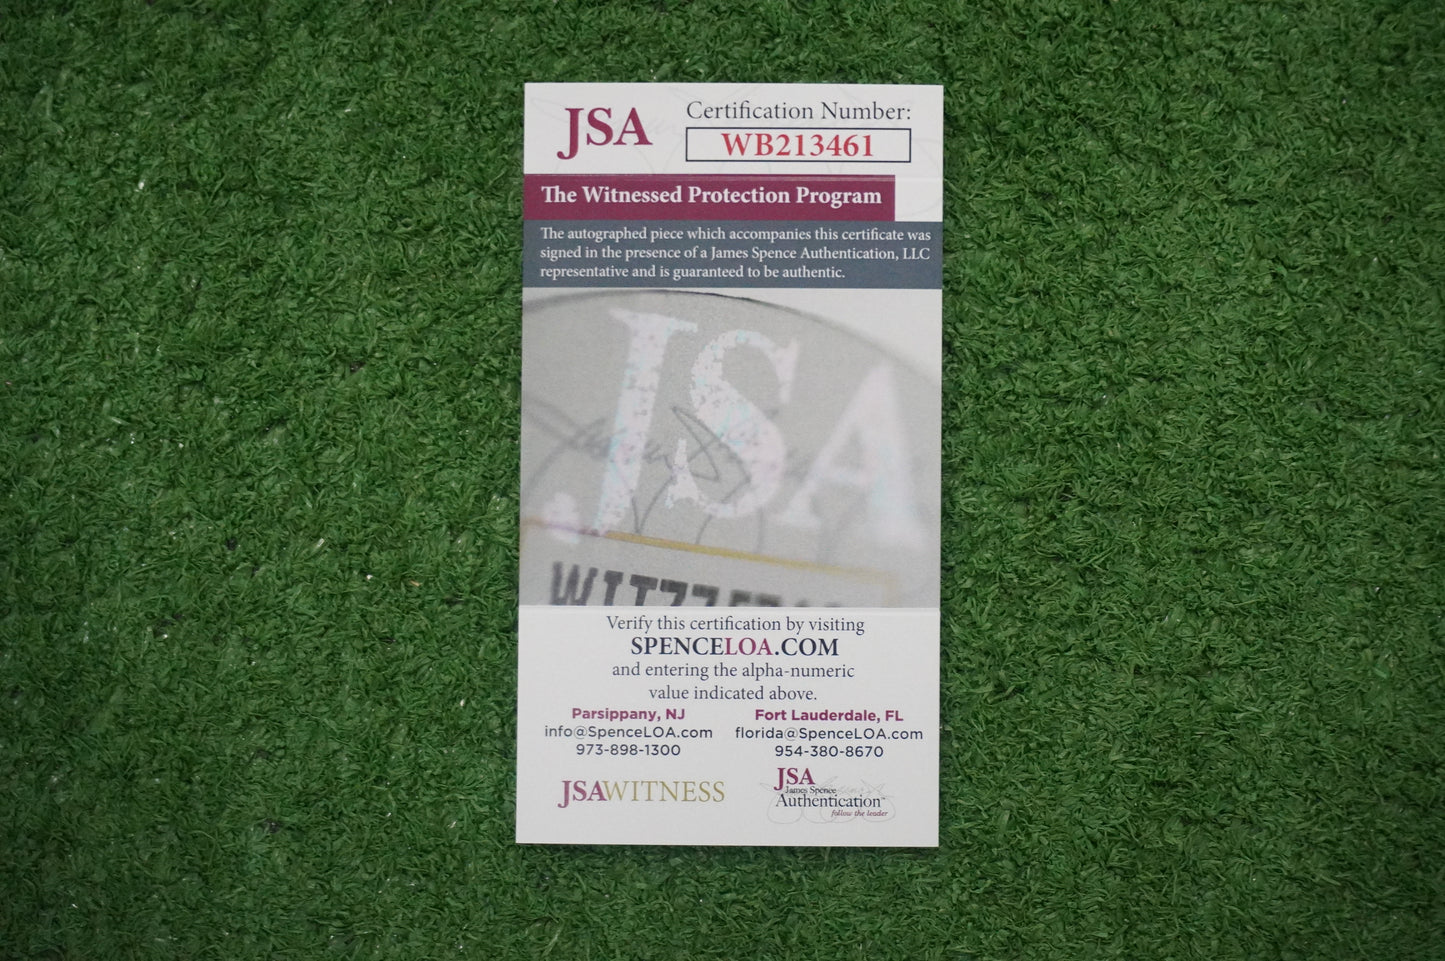 JSA
Certification Number:
WB213461
The Witnessed Protection Program
The autographed piece which accompanies this certificate was
signed in the presence of a James Spence Authentication, LLC
representative and is guaranteed to be authentic.
JSA
Verify this certification by visiting
SPENCELOA.COM
and entering the alpha-numeric
value indicated above.
Parsippany, NJ
info@SpenceLOA.com
973-898-1300
Fort Lauderdale, FL
florida@SpenceLOA.com
954-380-8670
JSAWITNESS
JSA
James Spence
Authentication™
follow the leader